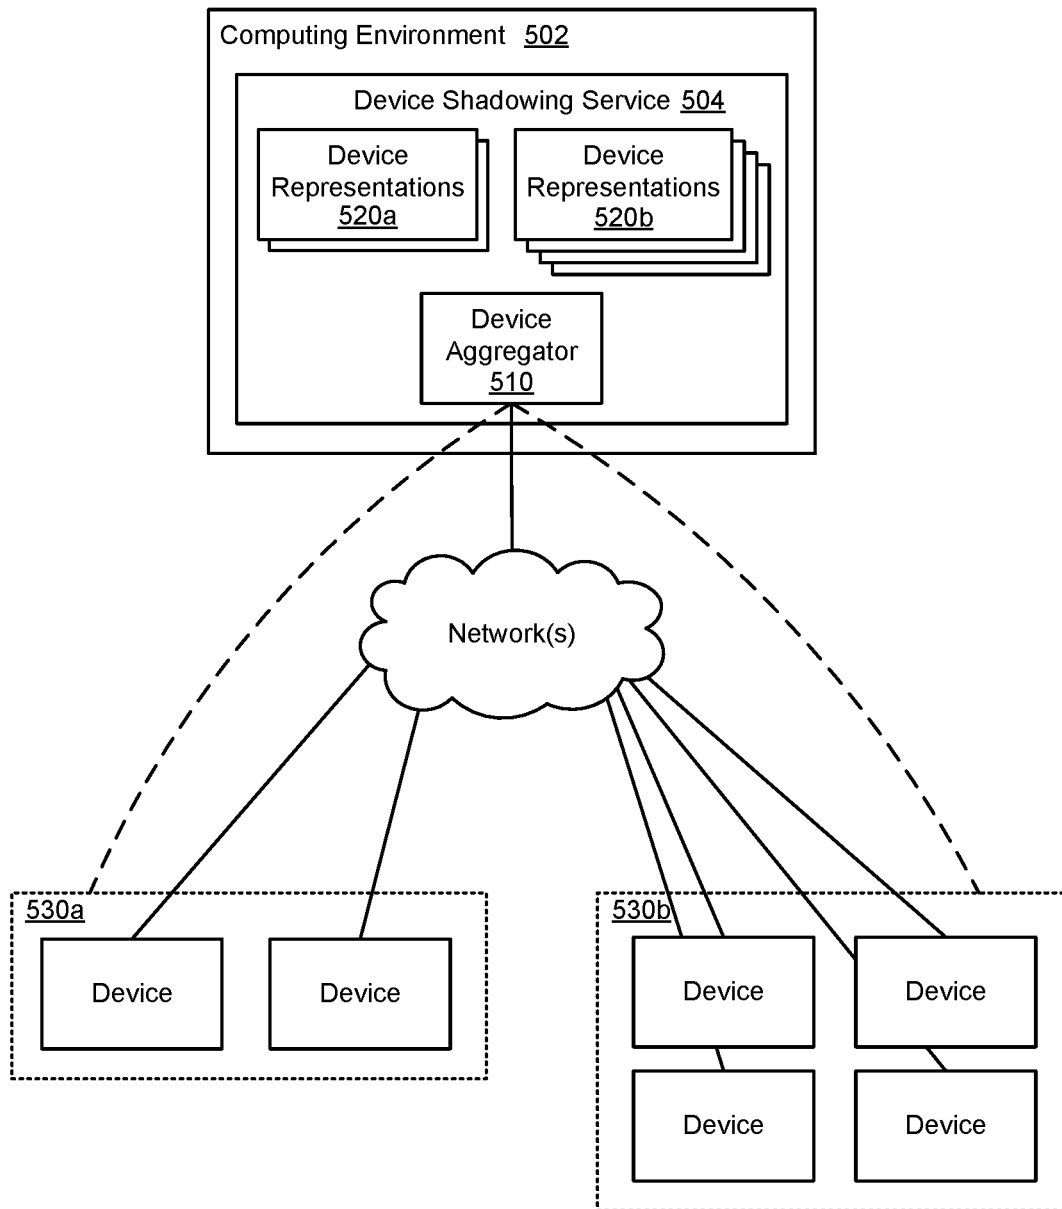 Computing Environment 502
Device Shadowing Service 504
Device
Representations
520a
Device
Representations
520b
Device
Aggregator
510
Network(s)
530a
Device
Device
530b
Device
Device
Device
Device